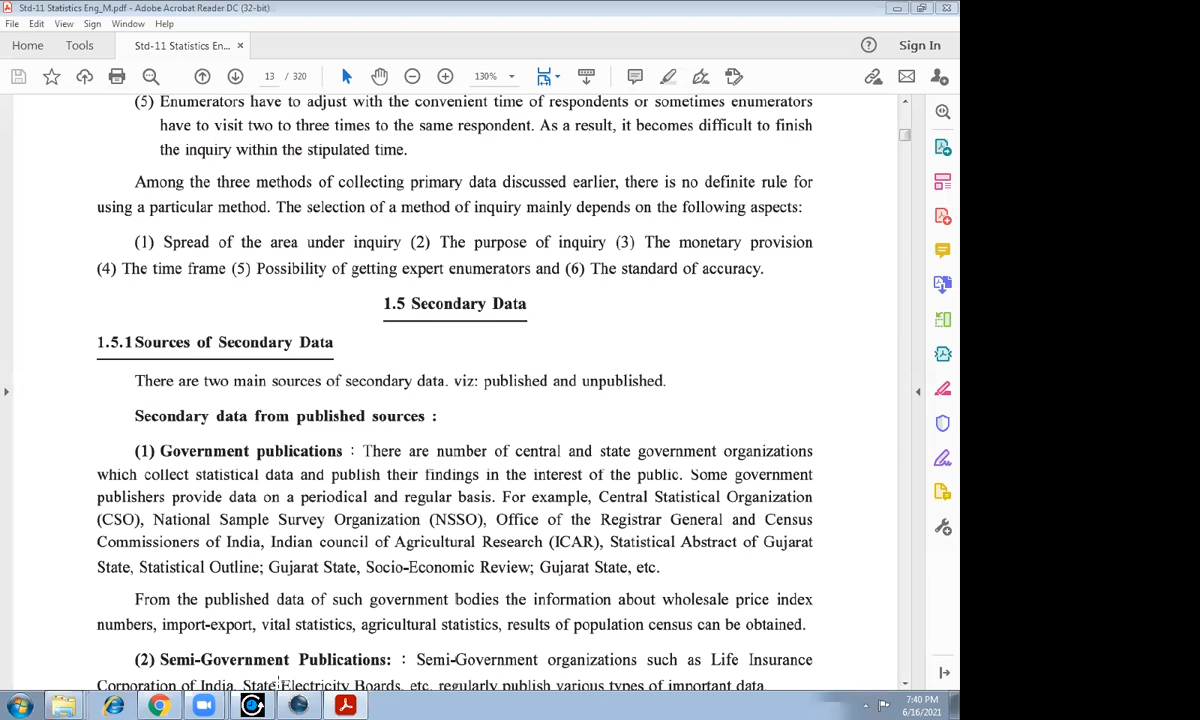 Std-11 Statistics Eng_M.pdf - Adobe Acrobat Reader DC (32-bit)
File Edit View Sign Window Help
Home Tools Std-11 Statistics En... × Sign In
13 / 320 130%
(5) Enumerators have to adjust with the convenient time of respondents or sometimes enumerators
have to visit two to three times to the same respondent. As a result, it becomes difficult to finish
the inquiry within the stipulated time.
Among the three methods of collecting primary data discussed earlier, there is no definite rule for
using a particular method. The selection of a method of inquiry mainly depends on the following aspects:
(1) Spread of the area under inquiry (2) The purpose of inquiry (3) The monetary provision
(4) The time frame (5) Possibility of getting expert enumerators and (6) The standard of accuracy.
1.5 Secondary Data
1.5.1 Sources of Secondary Data
There are two main sources of secondary data. viz: published and unpublished.
Secondary data from published sources :
(1) Government publications : There are number of central and state government organizations
which collect statistical data and publish their findings in the interest of the public. Some government
publishers provide data on a periodical and regular basis. For example, Central Statistical Organization
(CSO), National Sample Survey Organization (NSSO), Office of the Registrar General and Census
Commissioners of India, Indian council of Agricultural Research (ICAR), Statistical Abstract of Gujarat
State, Statistical Outline; Gujarat State, Socio-Economic Review; Gujarat State, etc.
From the published data of such government bodies the information about wholesale price index
numbers, import-export, vital statistics, agricultural statistics, results of population census can be obtained.
(2) Semi-Government Publications: : Semi-Government organizations such as Life Insurance
Corporation of India, State Electricity Boards, etc. regularly publish various types of important data.
7:40 PM
6/16/2021